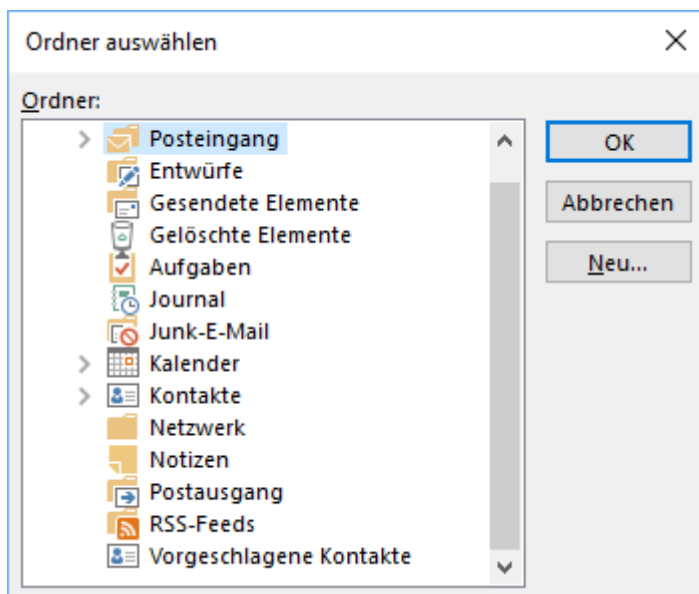 Ordner auswählen
Ordner:
Posteingang
Entwürfe
Gesendete Elemente
Gelöschte Elemente
Aufgaben
Journal
Junk-E-Mail
Kalender
Kontakte
Netzwerk
Notizen
Postausgang
RSS-Feeds
Vorgeschlagene Kontakte
OK
Abbrechen
Neu...